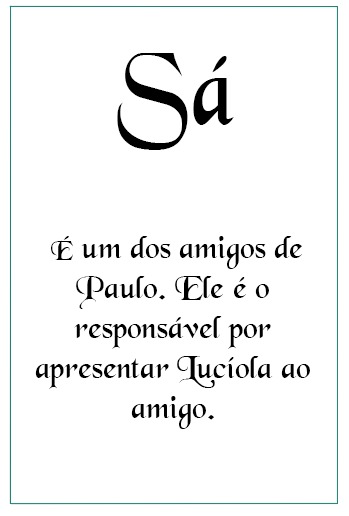 Sá
É um dos amigos de
Paulo. Ele é o
responsável por
apresentar Lucíola ao
amigo.